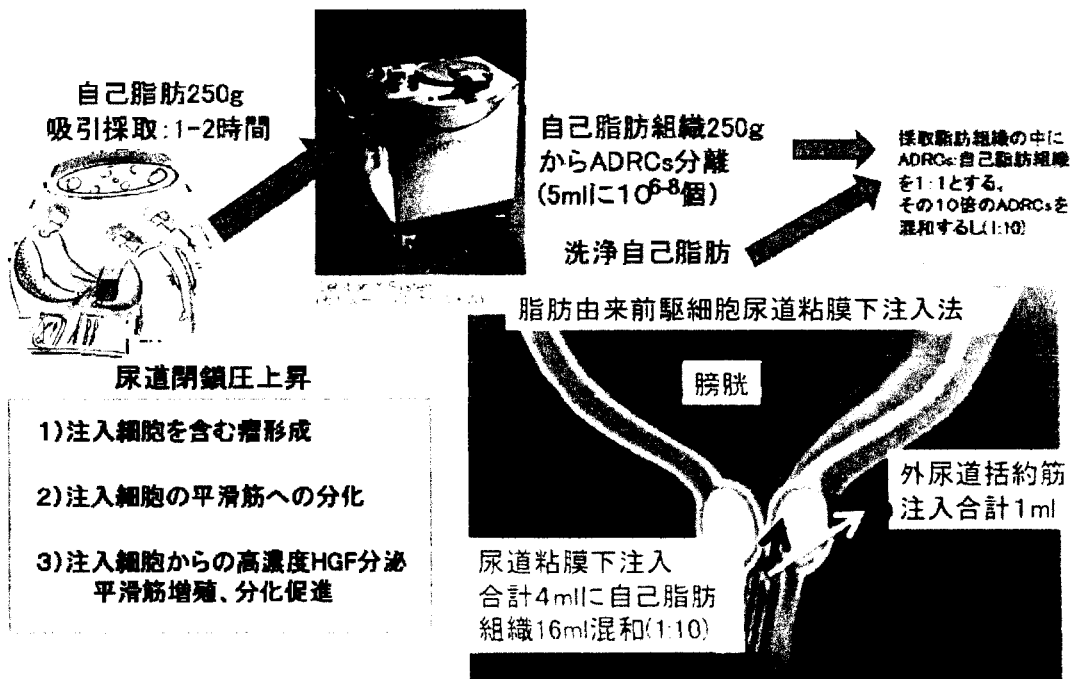 自己脂肪250g
吸引採取:1-2時間
自己脂肪組織250g
からADRCs分離
(5mlに10⁶⁻⁸個)
洗浄自己脂肪
採取脂肪組織の中に
ADRCs:自己脂肪組織
を1:1とする。
その10倍のADRCsを
混和するし(1:10)
脂肪由来前駆細胞尿道粘膜下注入法
膀胱
外尿道括約筋
注入合計1ml
尿道粘膜下注入
合計4mlに自己脂肪
組織16ml混和(1:10)
尿道閉鎖圧上昇
1)注入細胞を含む瘤形成
2)注入細胞の平滑筋への分化
3)注入細胞からの高濃度HGF分泌
平滑筋増殖、分化促進